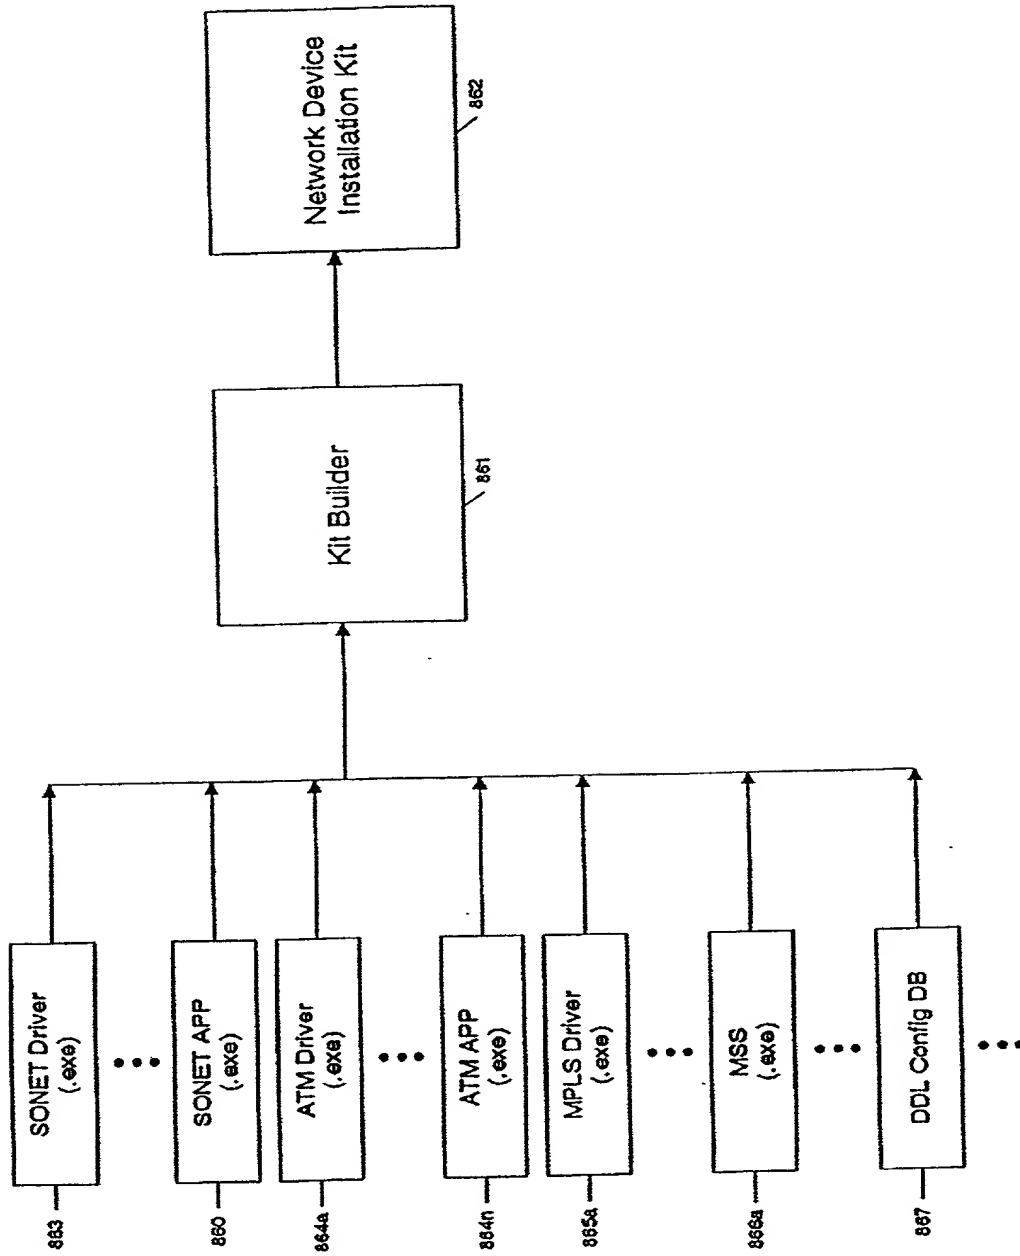 863
SONET Driver
(.exe)
860
SONET APP
(.exe)
864a
ATM Driver
(.exe)
864n
ATM APP
(.exe)
865a
MPLS Driver
(.exe)
866a
MSS
(.exe)
867
DDL Config DB
Kit Builder
861
Network Device
Installation Kit
862